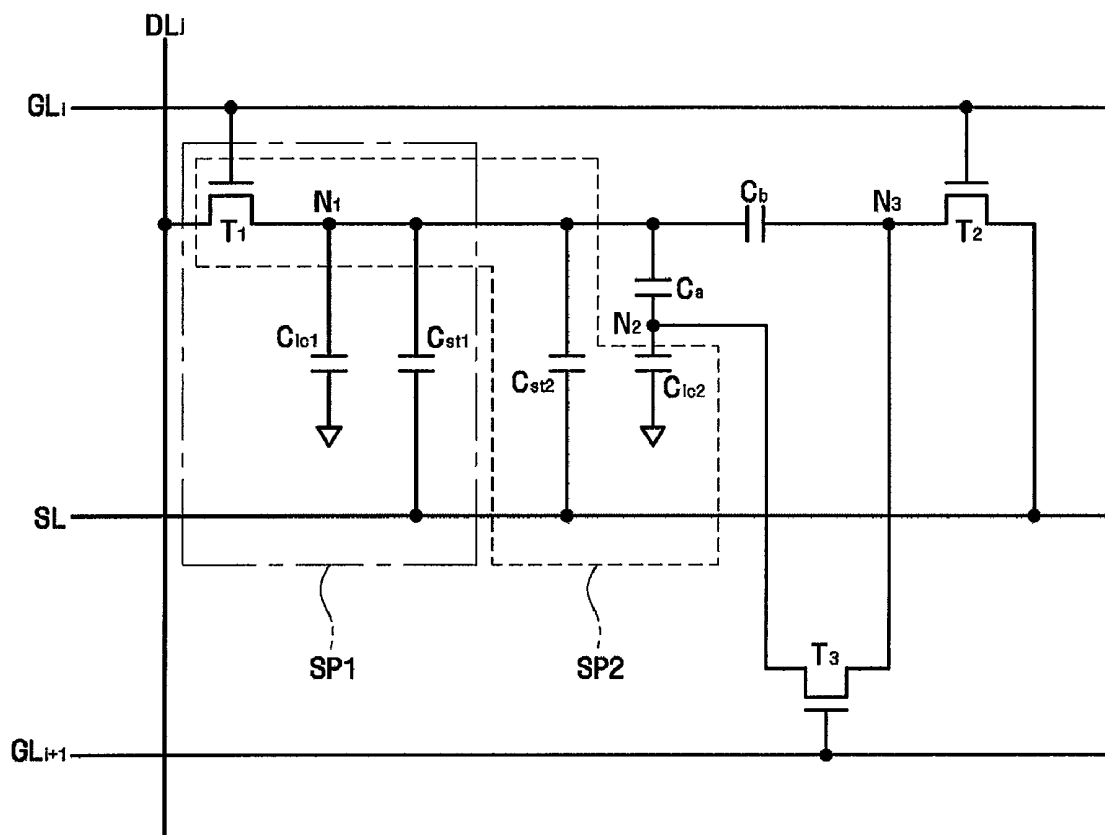 DLj
GLi
T1
N1
Cb
N3
T2
Ca
N2
Clc1
Cst1
Cst2
Clc2
SL
SP1
SP2
T3
GLi+1